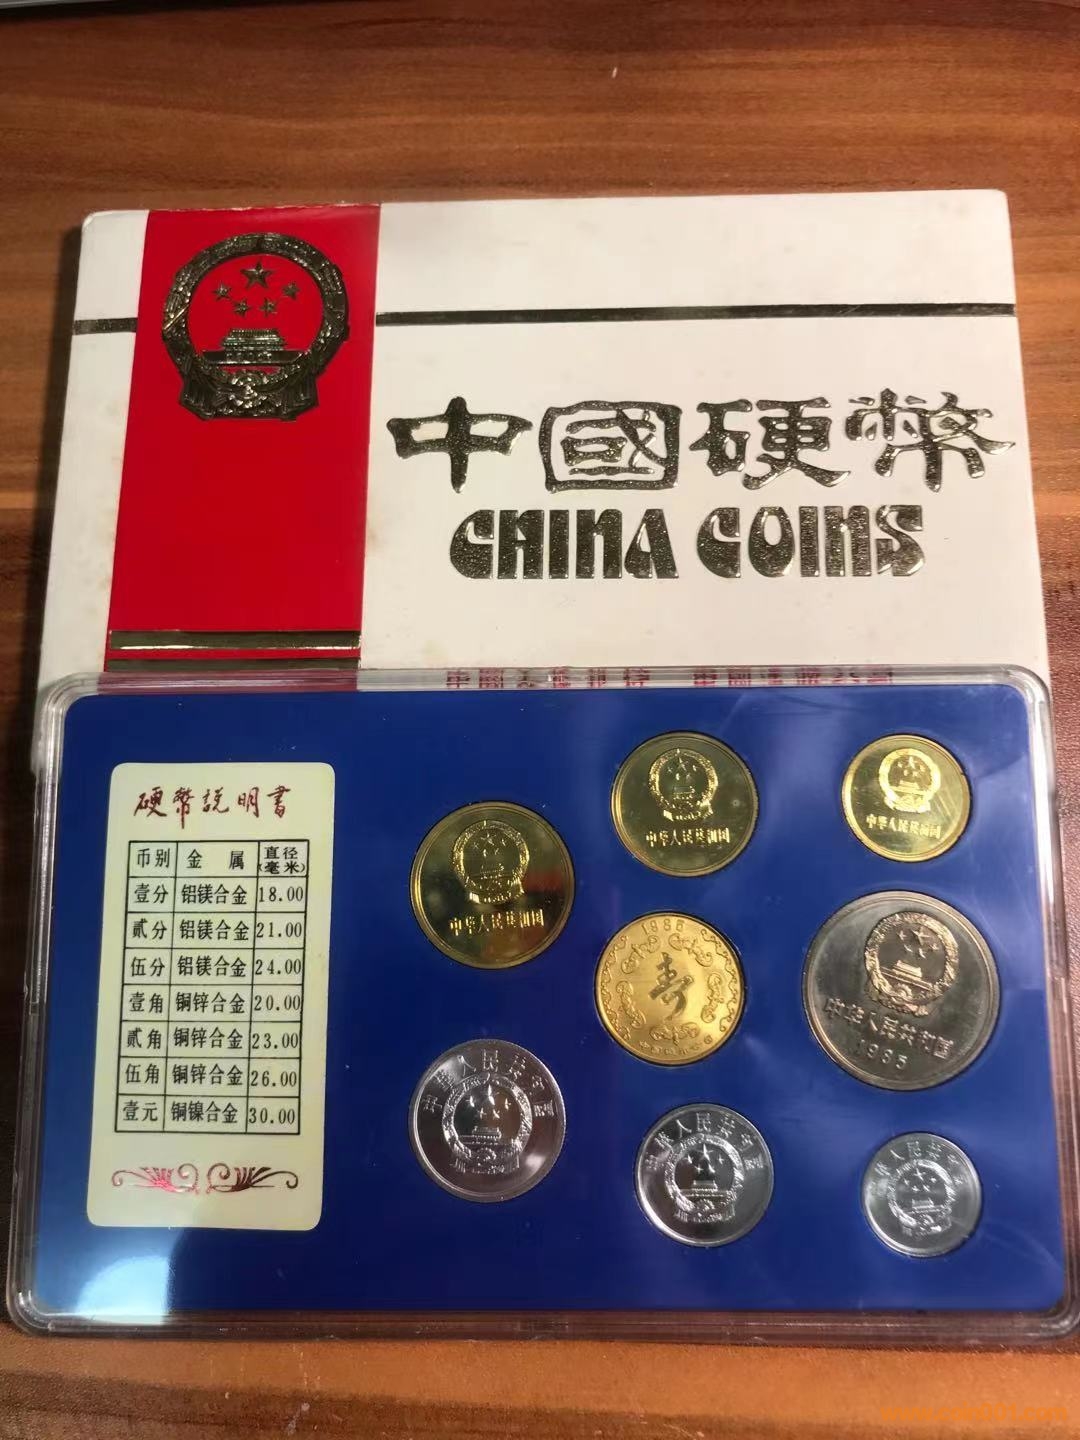 中國硬幣
CHINA COINS
硬幣説明書
币别 金属 直径(毫米)
壹分 铝镁合金 18.00
贰分 铝镁合金 21.00
伍分 铝镁合金 24.00
壹角 铜锌合金 20.00
贰角 铜锌合金 23.00
伍角 铜锌合金 26.00
壹元 铜镍合金 30.00
中华人民共和国
中华人民共和国
中华人民共和国
1985
寿
中华人民共和国
1985
中华人民共和国
中华人民共和国
中华人民共和国